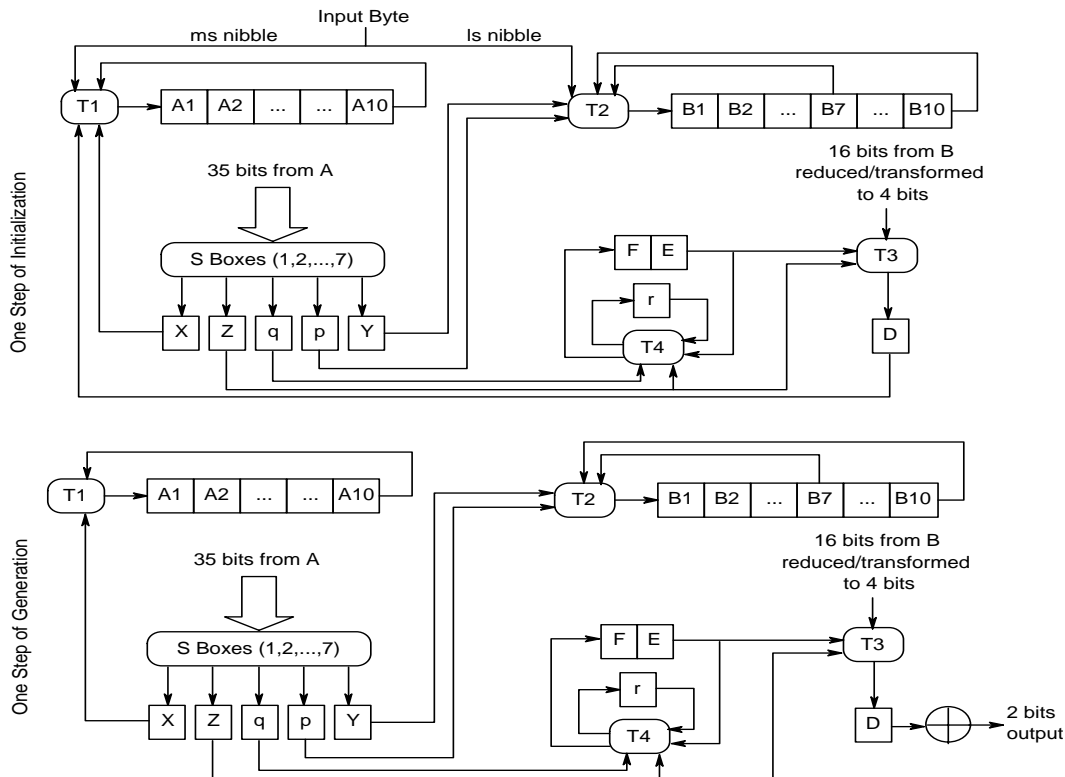 Input Byte
ms nibble
ls nibble
T1
A1 A2 ... ... A10
T2
B1 B2 ... B7 ... B10
35 bits from A
16 bits from B
reduced/transformed
to 4 bits
S Boxes (1,2,...,7)
F E
T3
r
X Z q p Y
T4
D
One Step of Initialization
T1
A1 A2 ... ... A10
T2
B1 B2 ... B7 ... B10
35 bits from A
16 bits from B
reduced/transformed
to 4 bits
S Boxes (1,2,...,7)
F E
T3
r
X Z q p Y
T4
D
2 bits
output
One Step of Generation